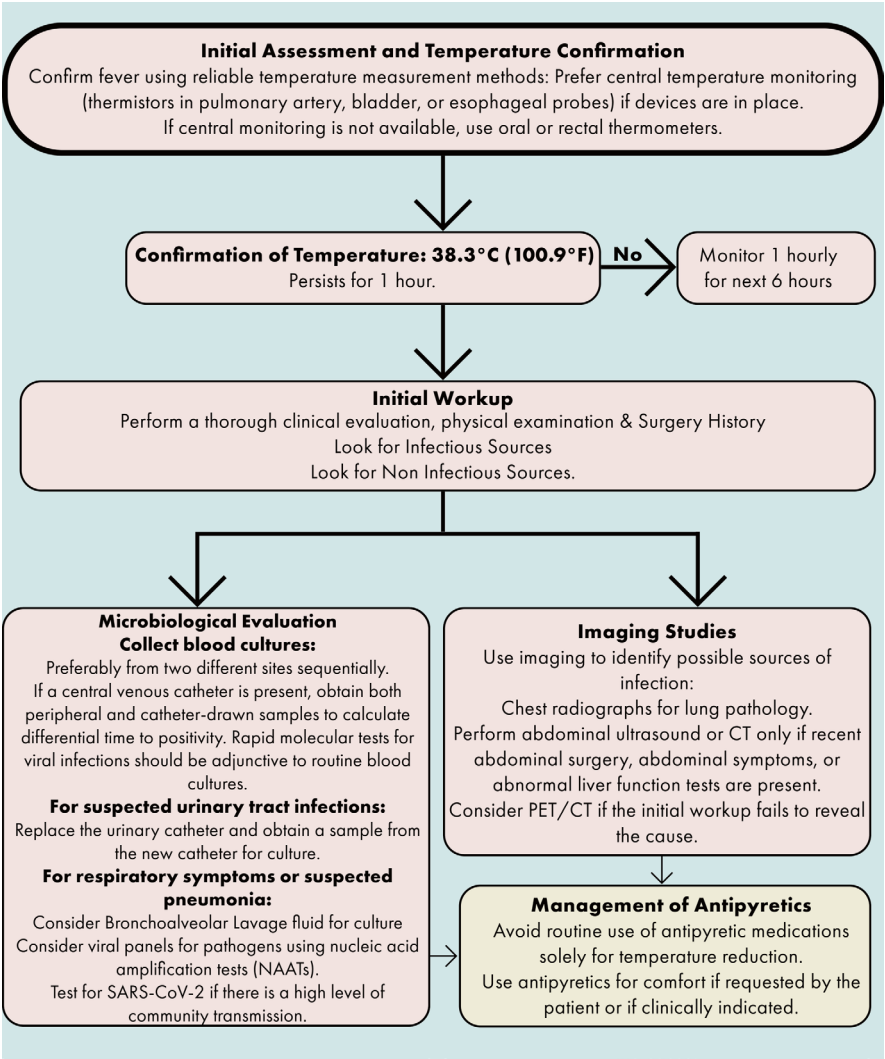 Initial Assessment and Temperature Confirmation
Confirm fever using reliable temperature measurement methods: Prefer central temperature monitoring
(thermistors in pulmonary artery, bladder, or esophageal probes) if devices are in place.
If central monitoring is not available, use oral or rectal thermometers.
Confirmation of Temperature: 38.3°C (100.9°F)
Persists for 1 hour.
No
Monitor 1 hourly
for next 6 hours
Initial Workup
Perform a thorough clinical evaluation, physical examination & Surgery History
Look for Infectious Sources
Look for Non Infectious Sources.
Microbiological Evaluation
Collect blood cultures:
Preferably from two different sites sequentially.
If a central venous catheter is present, obtain both
peripheral and catheter-drawn samples to calculate
differential time to positivity. Rapid molecular tests for
viral infections should be adjunctive to routine blood
cultures.
For suspected urinary tract infections:
Replace the urinary catheter and obtain a sample from
the new catheter for culture.
For respiratory symptoms or suspected
pneumonia:
Consider Bronchoalveolar Lavage fluid for culture
Consider viral panels for pathogens using nucleic acid
amplification tests (NAATs).
Test for SARS-CoV-2 if there is a high level of
community transmission.
Imaging Studies
Use imaging to identify possible sources of
infection:
Chest radiographs for lung pathology.
Perform abdominal ultrasound or CT only if recent
abdominal surgery, abdominal symptoms, or
abnormal liver function tests are present.
Consider PET/CT if the initial workup fails to reveal
the cause.
Management of Antipyretics
Avoid routine use of antipyretic medications
solely for temperature reduction.
Use antipyretics for comfort if requested by the
patient or if clinically indicated.